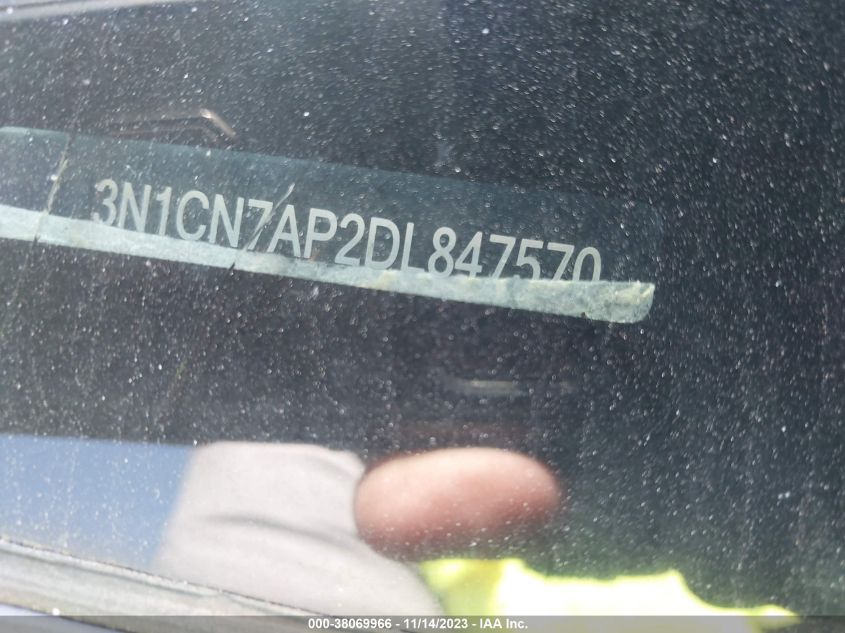 3N1CN7AP2DL847570
000-38069966 - 11/14/2023 - IAA Inc.